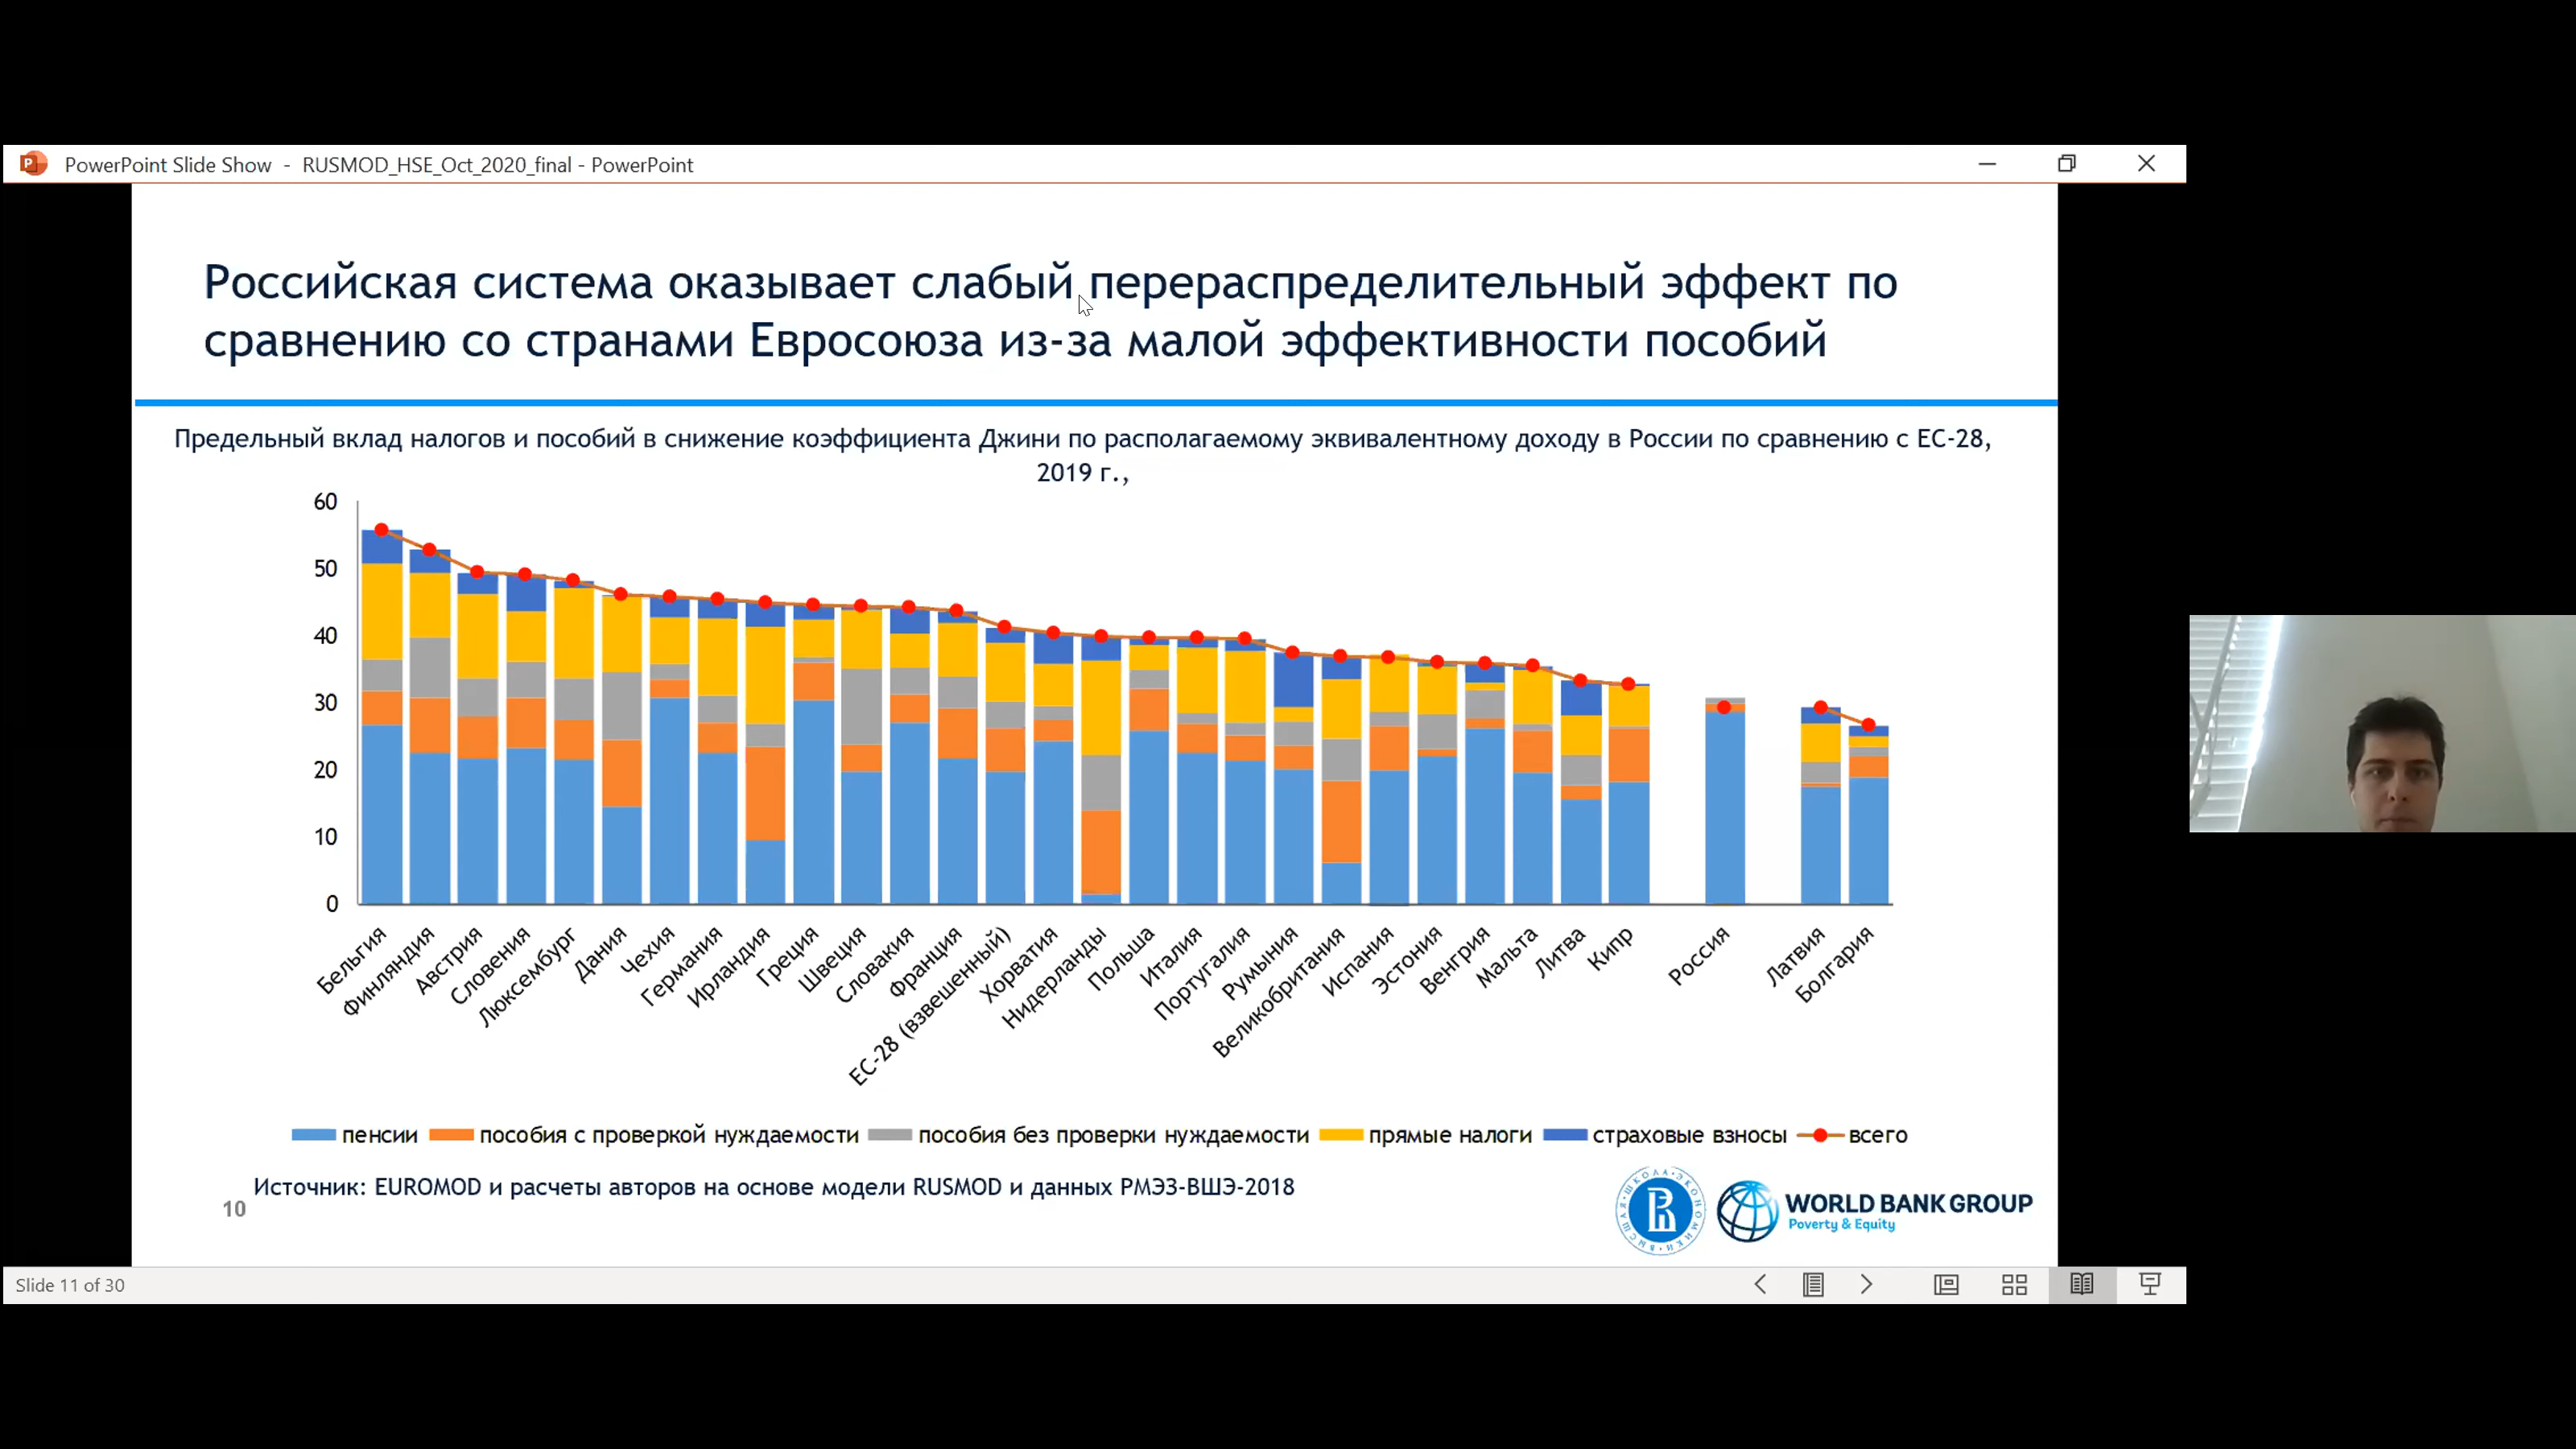 PowerPoint Slide Show - RUSMOD_HSE_Oct_2020_final - PowerPoint
Российская система оказывает слабый перераспределительный эффект по
сравнению со странами Евросоюза из-за малой эффективности пособий
Предельный вклад налогов и пособий в снижение коэффициента Джини по располагаемому эквивалентному доходу в России по сравнению с ЕС-28,
2019 г.,
60
50
40
30
20
10
0
Бельгия
Финляндия
Австрия
Словения
Люксембург
Дания
Чехия
Германия
Ирландия
Греция
Швеция
Словакия
Франция
ЕС-28 (взвешенный)
Хорватия
Нидерланды
Польша
Италия
Португалия
Румыния
Великобритания
Испания
Эстония
Венгрия
Мальта
Литва
Кипр
Россия
Латвия
Болгария
пенсии пособия с проверкой нуждаемости пособия без проверки нуждаемости прямые налоги страховые взносы всего
Источник: EUROMOD и расчеты авторов на основе модели RUSMOD и данных РМЭЗ-ВШЭ-2018
10
ВЫСШАЯ ШКОЛА ЭКОНОМИКИ
WORLD BANK GROUP
Poverty & Equity
Slide 11 of 30